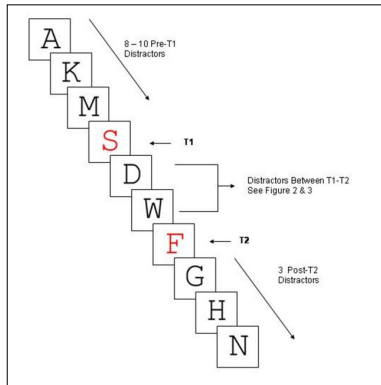 A
8 – 10 Pre-T1
Distractors
K
M
S
T1
D
Distractors Between T1-T2
See Figure 2 & 3
W
F
T2
G
3 Post-T2
Distractors
H
N